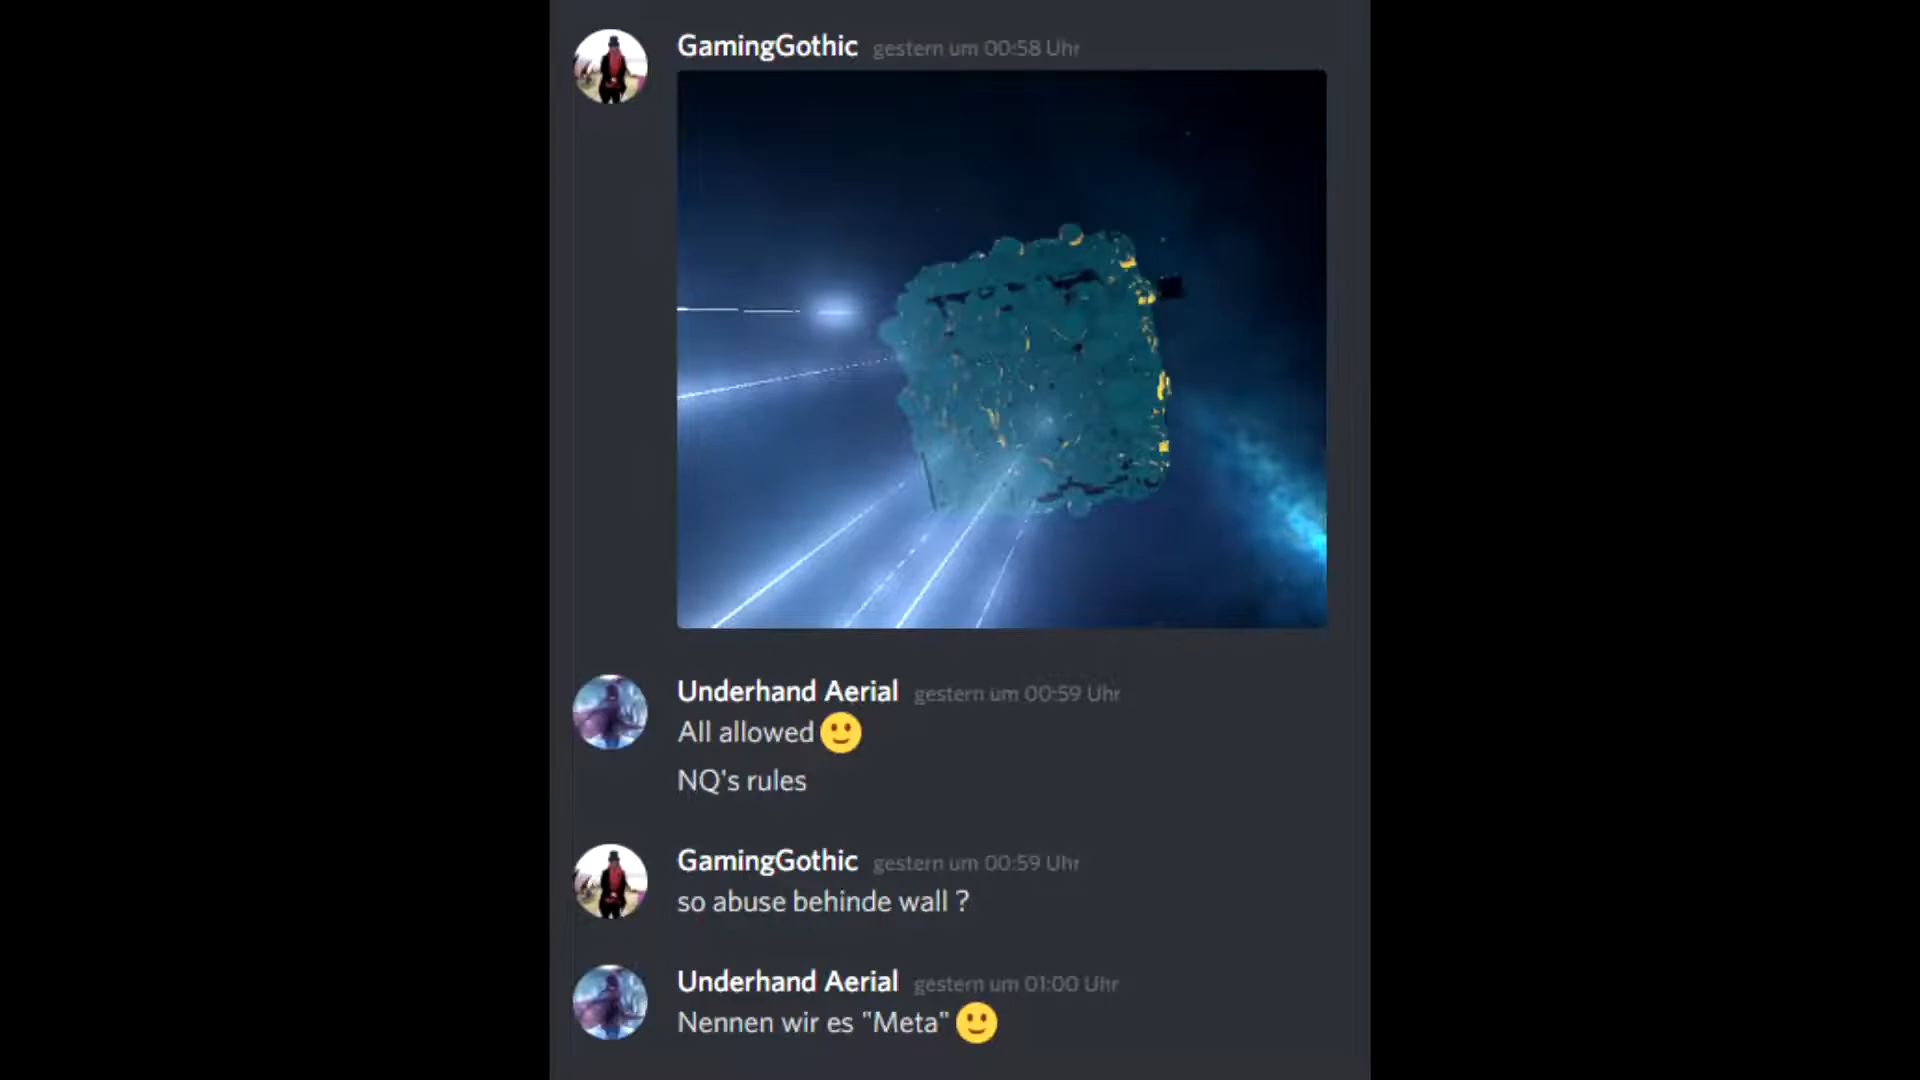 GamingGothic gestern um 00:58 Uhr
Underhand Aerial gestern um 00:59 Uhr
All allowed 🙂
NQ's rules
GamingGothic gestern um 00:59 Uhr
so abuse behinde wall ?
Underhand Aerial gestern um 01:00 Uhr
Nennen wir es "Meta" 🙂